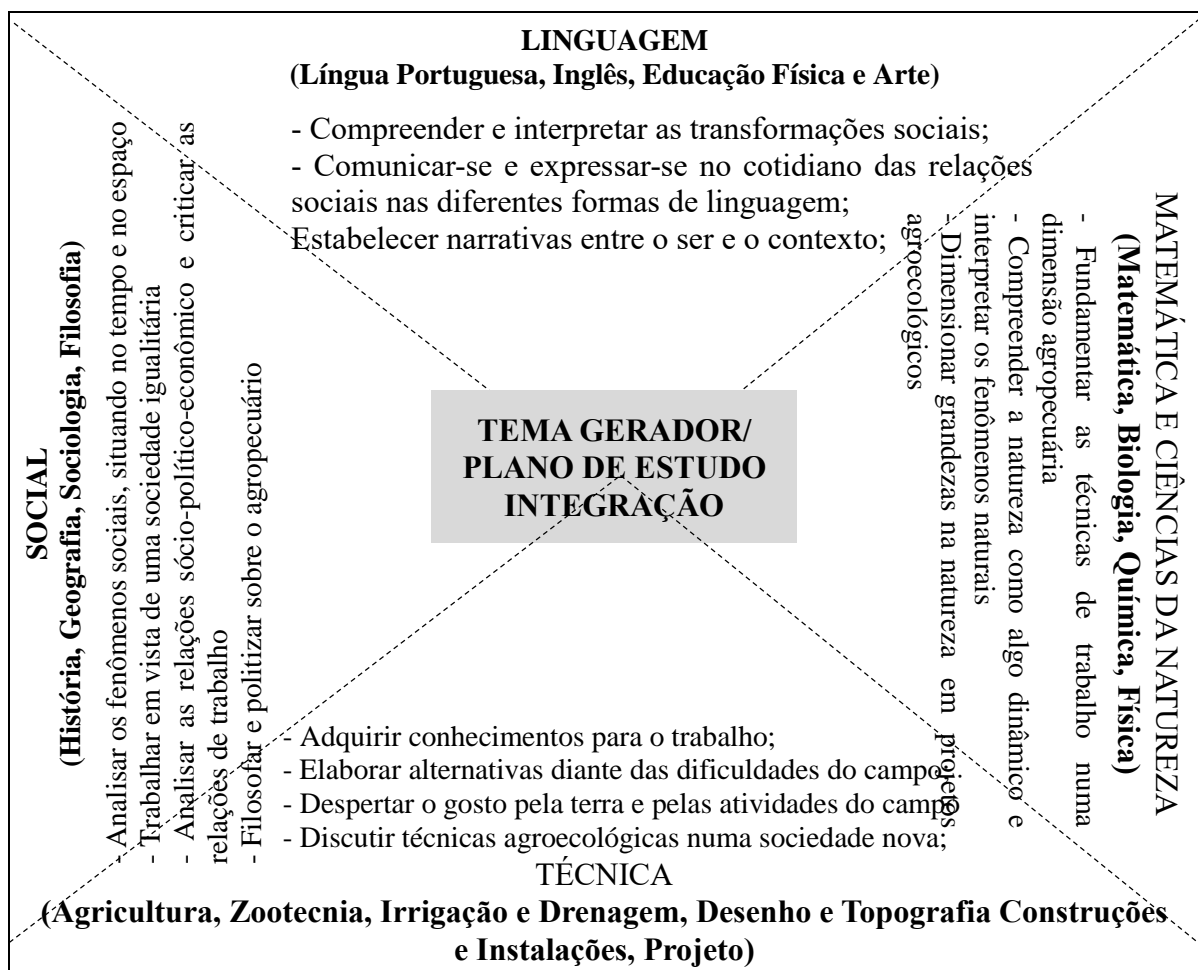 LINGUAGEM
(Língua Portuguesa, Inglês, Educação Física e Arte)
- Compreender e interpretar as transformações sociais;
- Comunicar-se e expressar-se no cotidiano das relações
sociais nas diferentes formas de linguagem;
Estabelecer narrativas entre o ser e o contexto;
SOCIAL
(História, Geografia, Sociologia, Filosofia)
- Analisar os fenômenos sociais, situando no tempo e no espaço
- Trabalhar em vista de uma sociedade igualitária
- Analisar as relações sócio-político-econômico e criticar as
relações de trabalho
- Filosofar e politizar sobre o agropecuário
TEMA GERADOR/
PLANO DE ESTUDO
INTEGRAÇÃO
MATEMÁTICA E CIÊNCIAS DA NATUREZA
(Matemática, Biologia, Química, Física)
- Fundamentar as técnicas de trabalho numa
dimensão agropecuária
- Compreender a natureza como algo dinâmico e
interpretar os fenômenos naturais
- Dimensionar grandezas na natureza em projetos
agroecológicos
- Adquirir conhecimentos para o trabalho;
- Elaborar alternativas diante das dificuldades do campo;
- Despertar o gosto pela terra e pelas atividades do campo
- Discutir técnicas agroecológicas numa sociedade nova;
TÉCNICA
(Agricultura, Zootecnia, Irrigação e Drenagem, Desenho e Topografia Construções
e Instalações, Projeto)